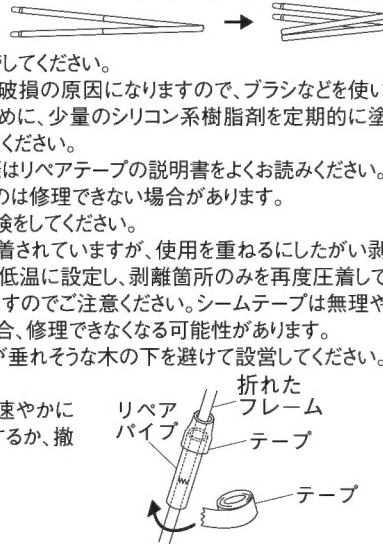 してください。
破損の原因になりますので、ブラシなどを使い
めに、少量のシリコン系樹脂剤を定期的に塗
ください。
はリペアテープの説明書をよくお読みください。
のは修理できない場合があります。
検をしてください。
着されていますが、使用を重ねるにしたがい剥
低温に設定し、剥離箇所のみを再度圧着して
ますのでご注意ください。シームテープは無理や
合、修理できなくなる可能性があります。
が垂れそうな木の下を避けて設営してください。
速やかに
するか、撤
リペア
パイプ
折れた
フレーム
テープ
テープ